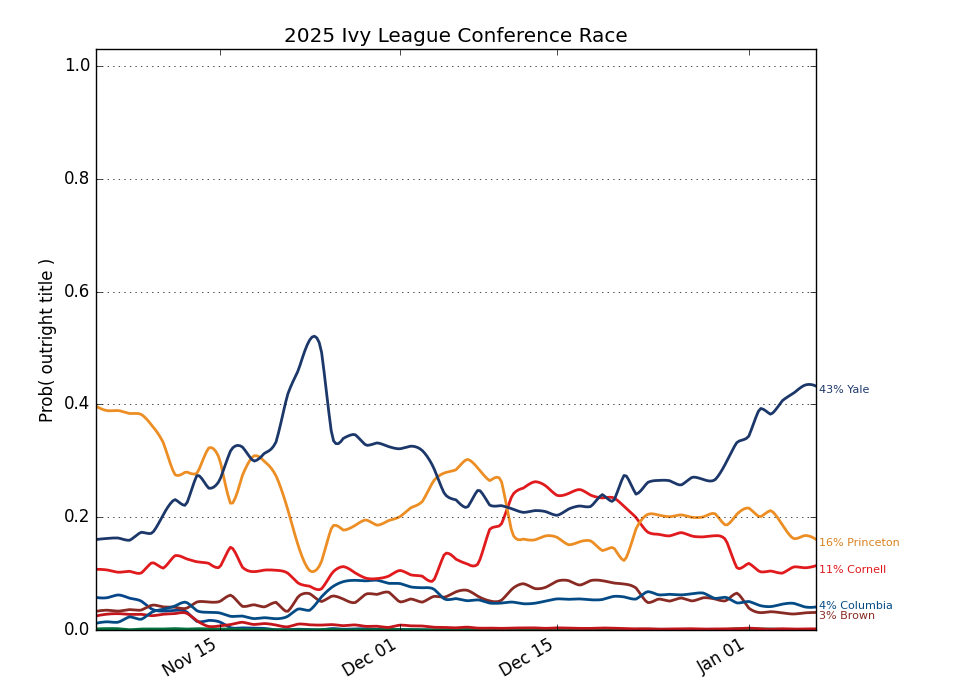 2025 Ivy League Conference Race
Prob( outright title )
1.0
0.8
0.6
0.4
0.2
0.0
43% Yale
16% Princeton
11% Cornell
4% Columbia
3% Brown
Nov 15
Dec 01
Dec 15
Jan 01